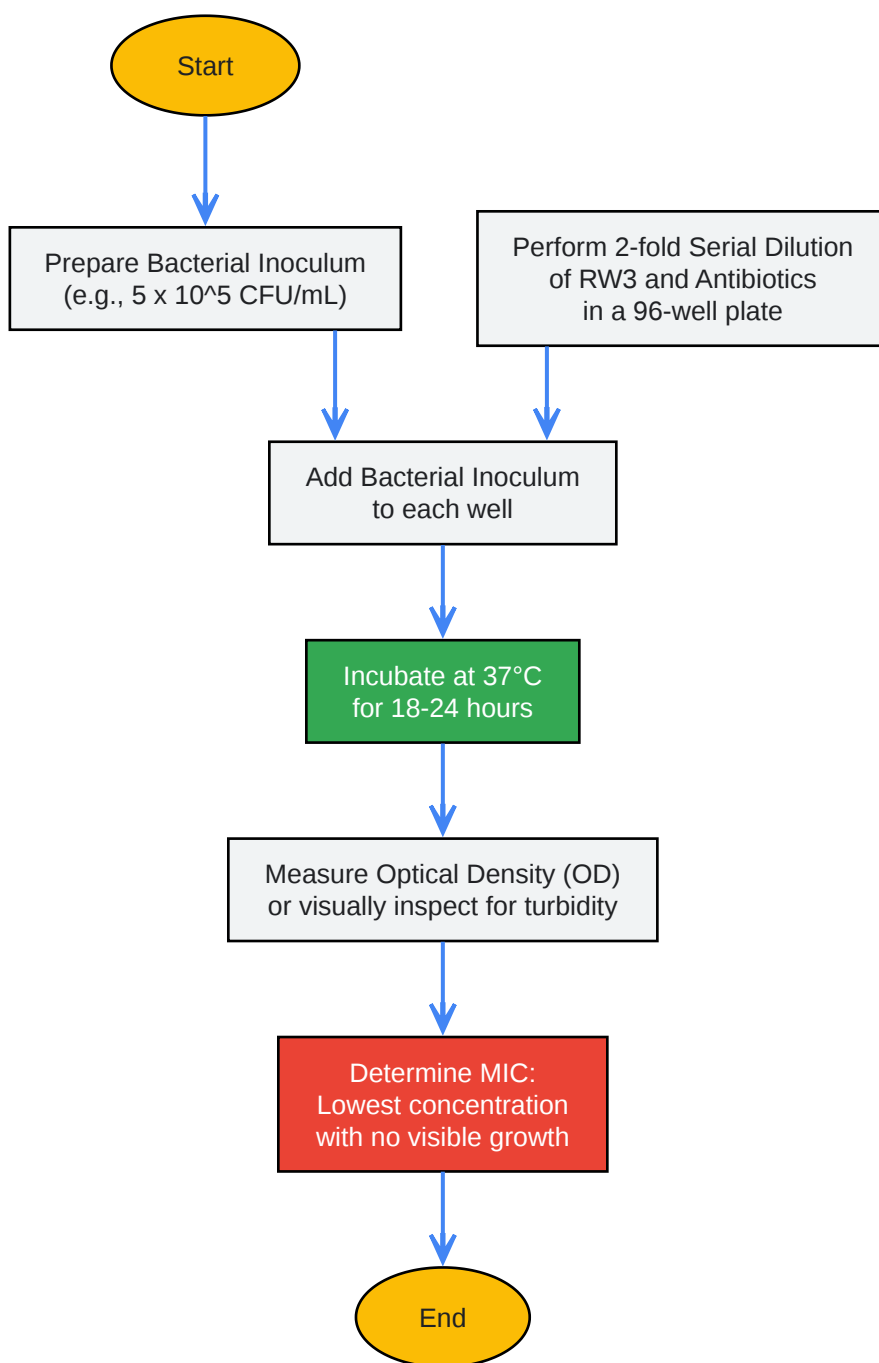 Start
Prepare Bacterial Inoculum
(e.g., 5 x 10^5 CFU/mL)
Perform 2-fold Serial Dilution
of RW3 and Antibiotics
in a 96-well plate
Add Bacterial Inoculum
to each well
Incubate at 37°C
for 18-24 hours
Measure Optical Density (OD)
or visually inspect for turbidity
Determine MIC:
Lowest concentration
with no visible growth
End